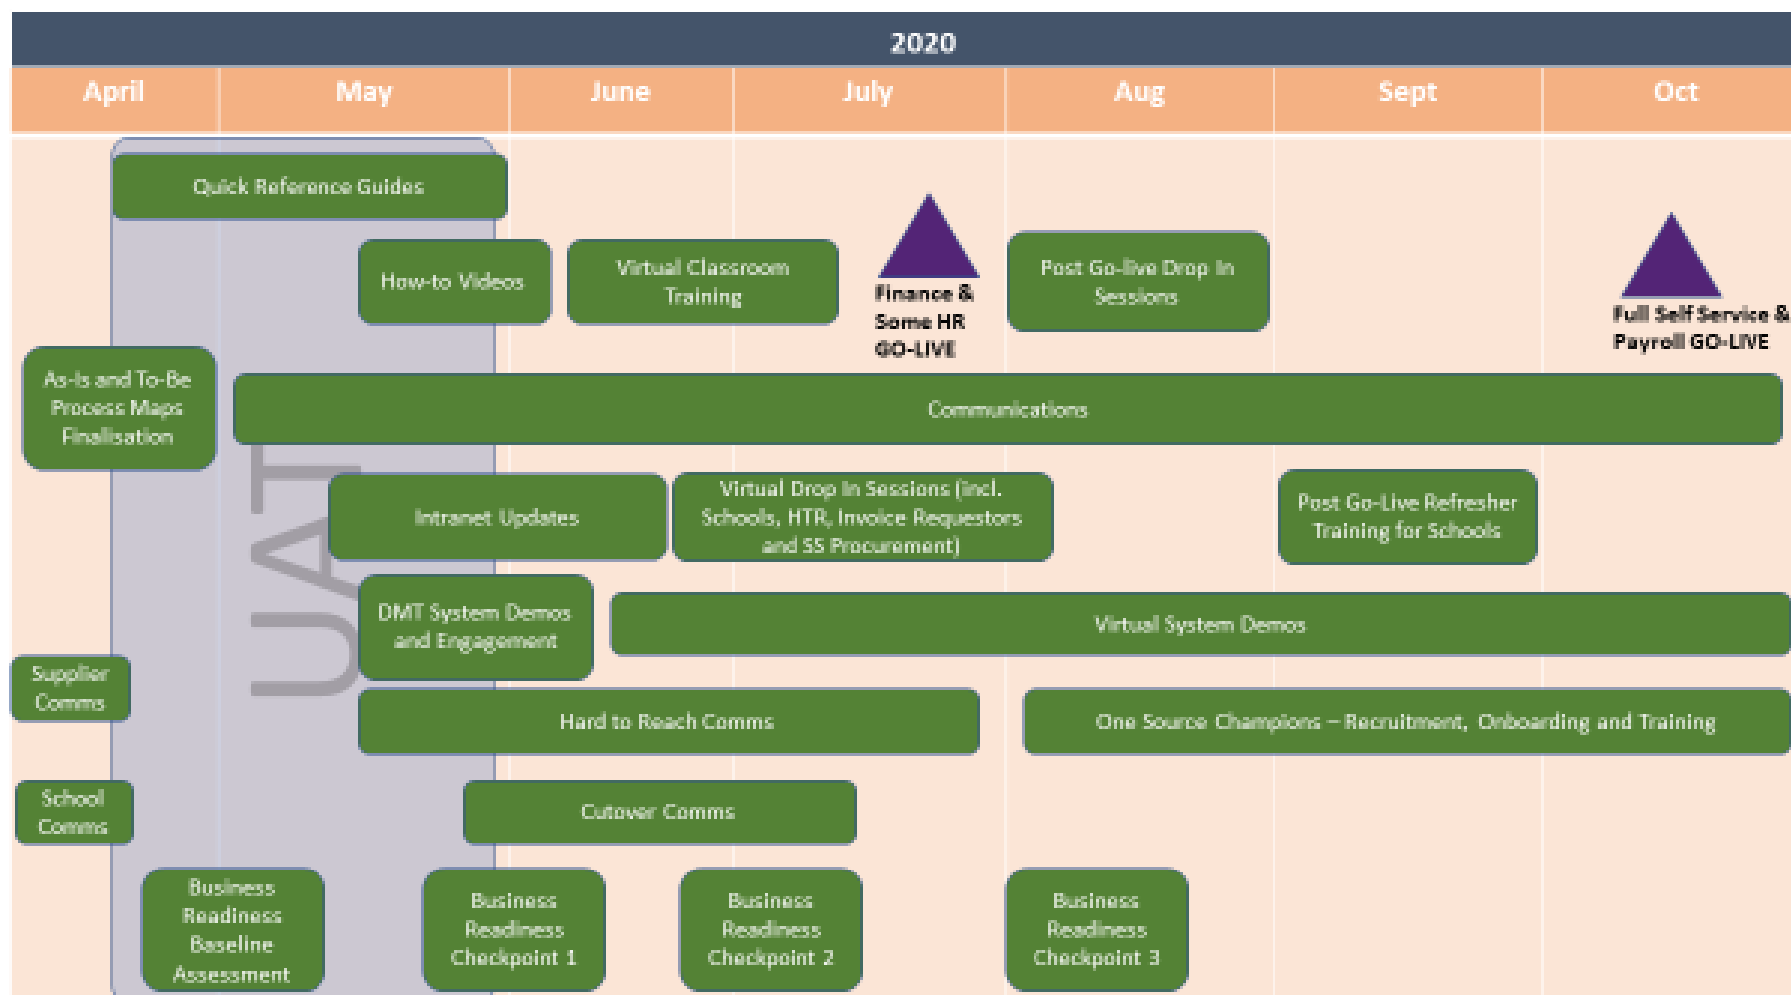 2020
April
May
June
July
Aug
Sept
Oct
Quick Reference Guides
How-to Videos
Virtual Classroom
Training
Finance &
Some HR
GO-LIVE
Post Go-live Drop In
Sessions
Full Self Service &
Payroll GO-LIVE
As-Is and To-Be
Process Maps
Finalisation
Communications
UAT
Intranet Updates
Virtual Drop In Sessions (incl.
Schools, HTR, Invoice Requestors
and SS Procurement)
Post Go-Live Refresher
Training for Schools
DMT System Demos
and Engagement
Virtual System Demos
Supplier
Comms
Hard to Reach Comms
One Source Champions – Recruitment, Onboarding and Training
School
Comms
Cutover Comms
Business
Readiness
Baseline
Assessment
Business
Readiness
Checkpoint 1
Business
Readiness
Checkpoint 2
Business
Readiness
Checkpoint 3